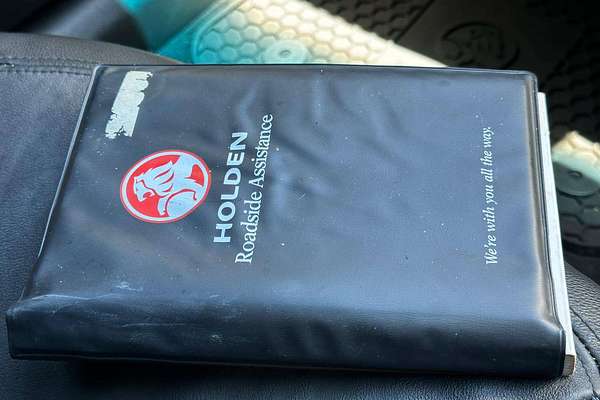 HOLDEN
Roadside Assistance
We're with you all the way.